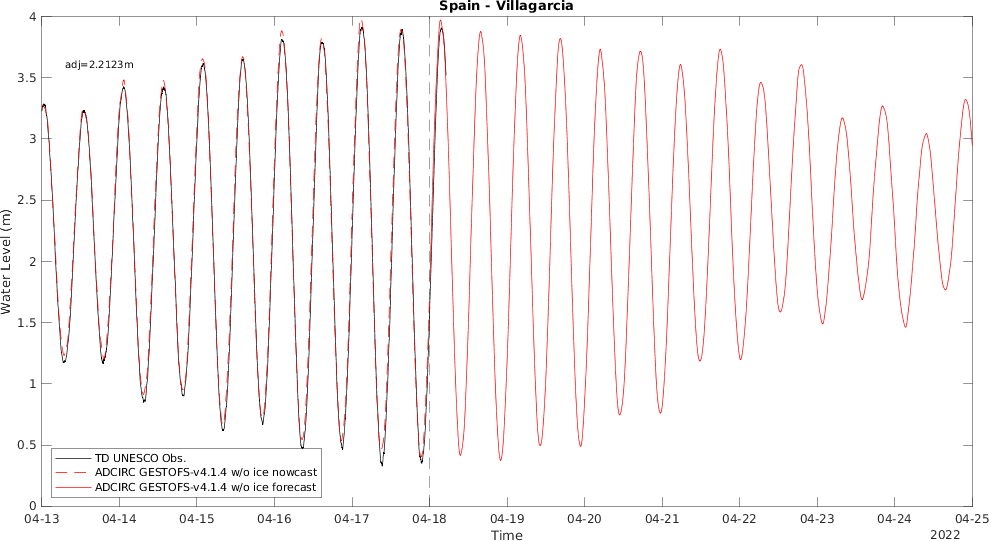 Spain - Villagarcia
adj=2.2123m
Water Level (m)
4
3.5
3
2.5
2
1.5
1
0.5
0
TD UNESCO Obs.
ADCIRC GESTOFS-v4.1.4 w/o ice nowcast
ADCIRC GESTOFS-v4.1.4 w/o ice forecast
04-13 04-14 04-15 04-16 04-17 04-18 04-19 04-20 04-21 04-22 04-23 04-24 04-25
Time
2022